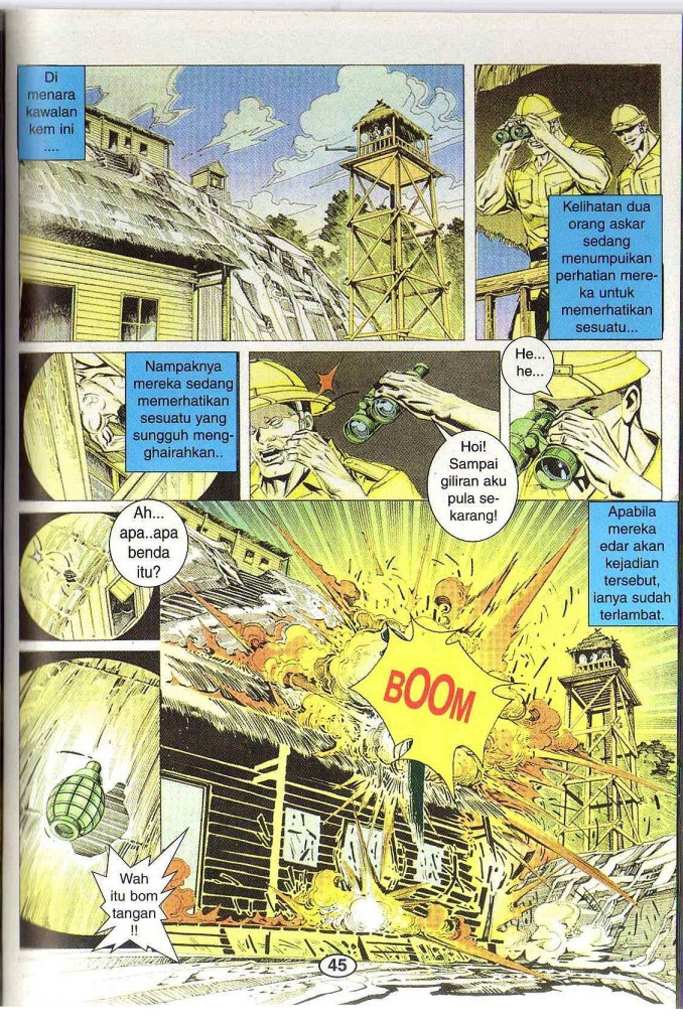 Di
menara
kawalan
kem ini
....
Kelihatan dua
orang askar
sedang
menumpuikan
perhatian mere-
ka untuk
memerhatikan
sesuatu...
Nampaknya
mereka sedang
memerhatikan
sesuatu yang
sungguh meng-
ghairahkan..
Hoi!
Sampai
giliran aku
pula se-
karang!
He...
he...
Ah...
apa..apa
benda
itu?
Apabila
mereka
edar akan
kejadian
tersebut,
ianya sudah
terlambat.
BOOM
Wah
itu bom
tangan
!!
45